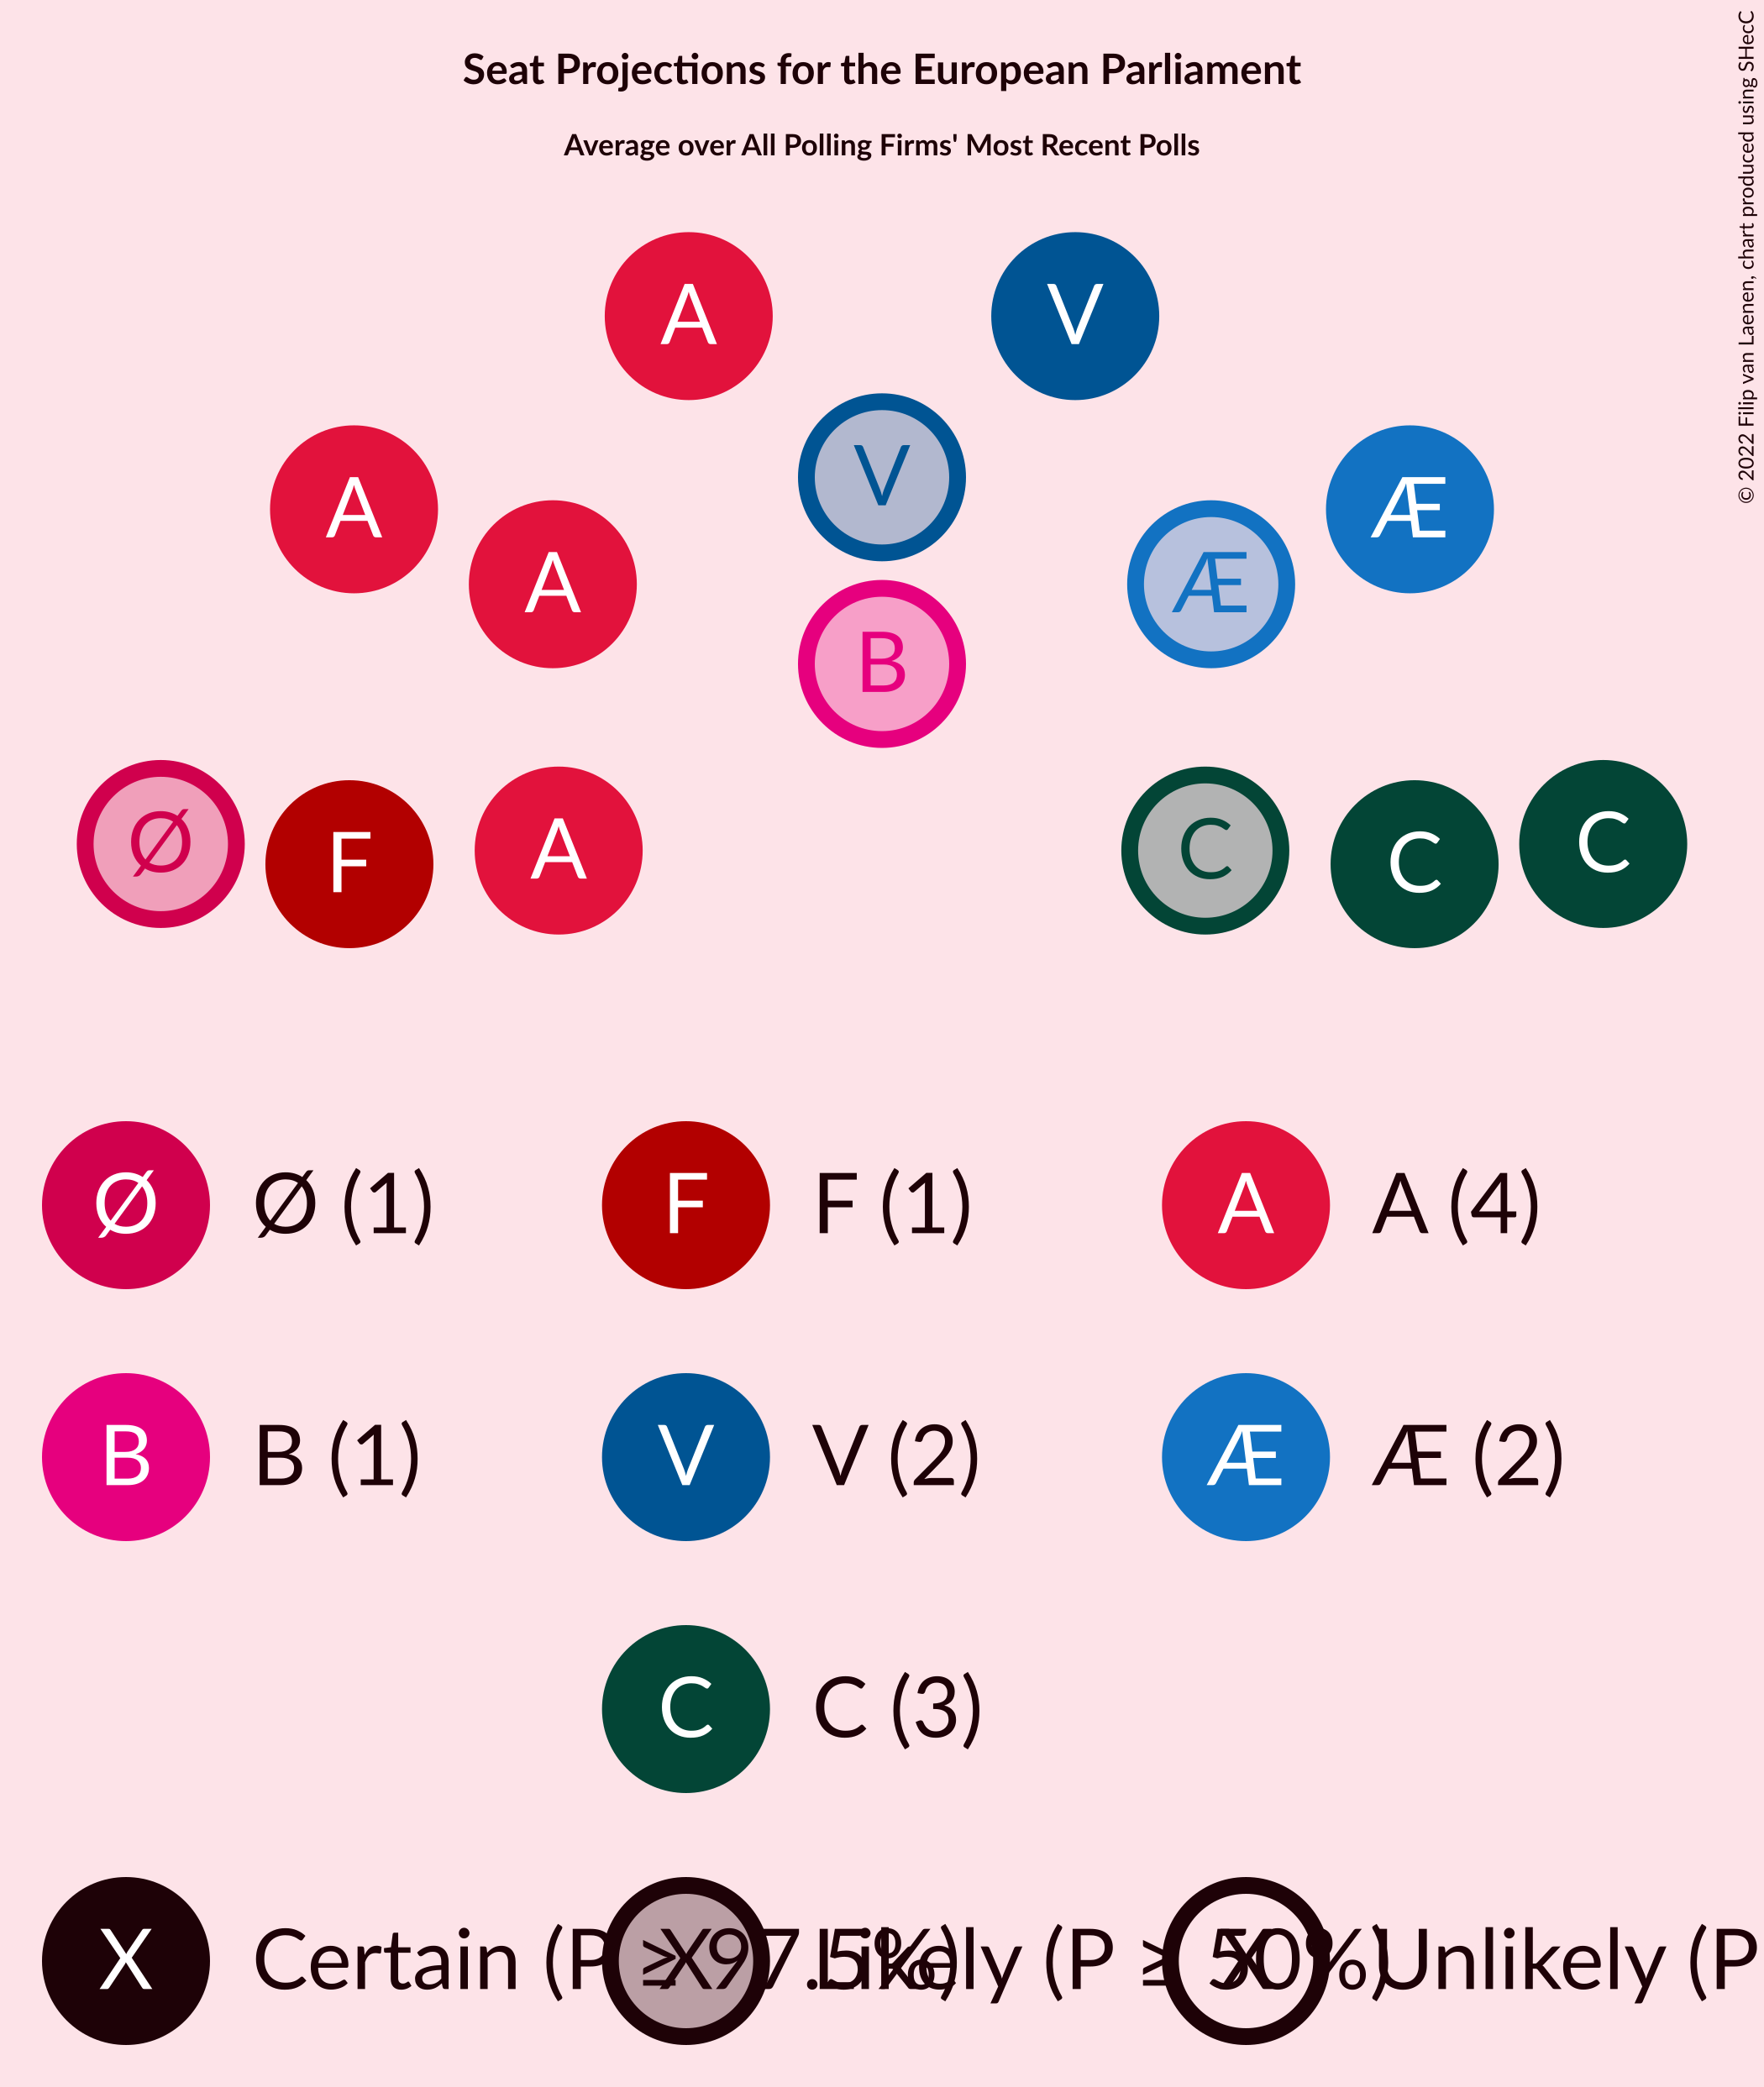 Seat Projections for the European Parliament
Average over All Polling Firms' Most Recent Polls
© 2022 Filip van Laenen, chart produced using SHecC
A V
V
A Æ
A Æ
B
Ø F A C C C
Ø Ø (1) F F (1) A A (4)
B B (1) V V (2) Æ Æ (2)
C C (3)
X Certain (P ≥ 97.5%) X Likely (P ≥ 50%) X Unlikely (P